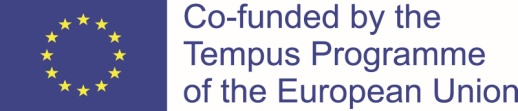 Co-funded by the
Tempus Programme
of the European Union